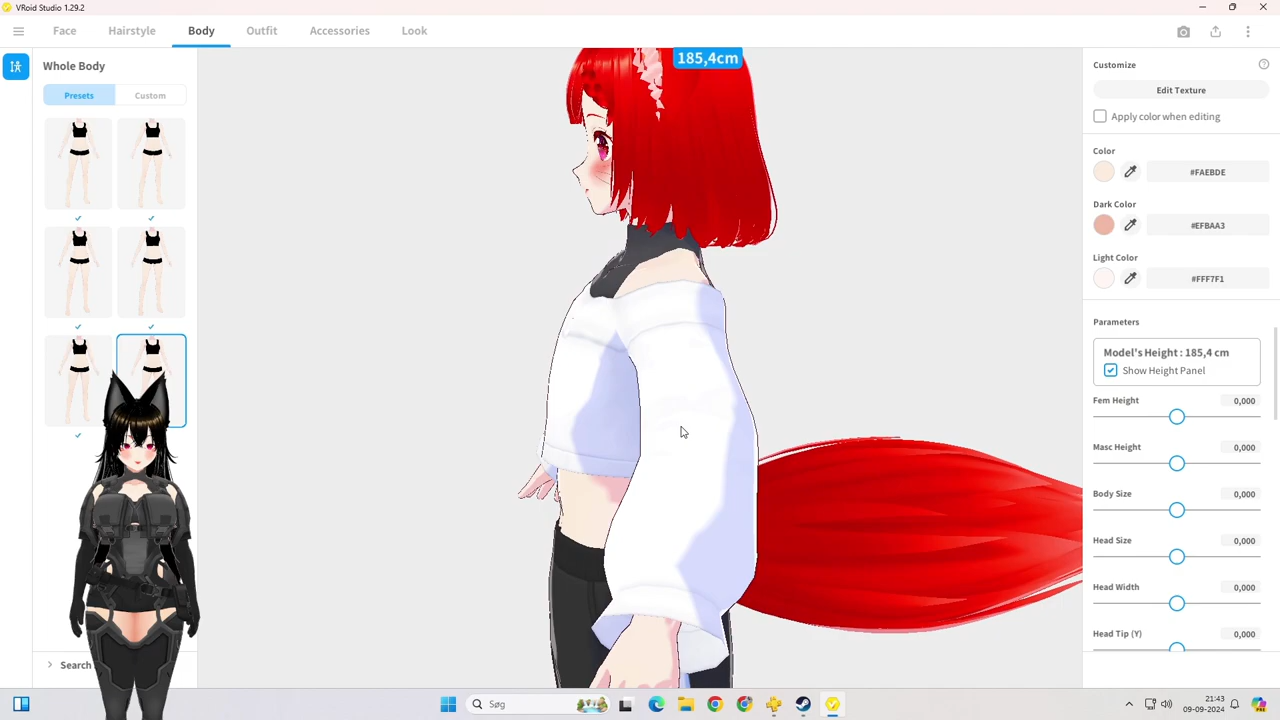 VRoid Studio 1.29.2
Face
Hairstyle
Body
Outfit
Accessories
Look
Whole Body
Presets
Custom
Search
185,4cm
Customize
Edit Texture
Apply color when editing
Color
#FAEBDE
Dark Color
#EFBAA3
Light Color
#FFF7F1
Parameters
Model's Height : 185,4 cm
Show Height Panel
Fem Height 0,000
Masc Height 0,000
Body Size 0,000
Head Size 0,000
Head Width 0,000
Head Tip (Y) 0,000
Søg
21:43
09-09-2024